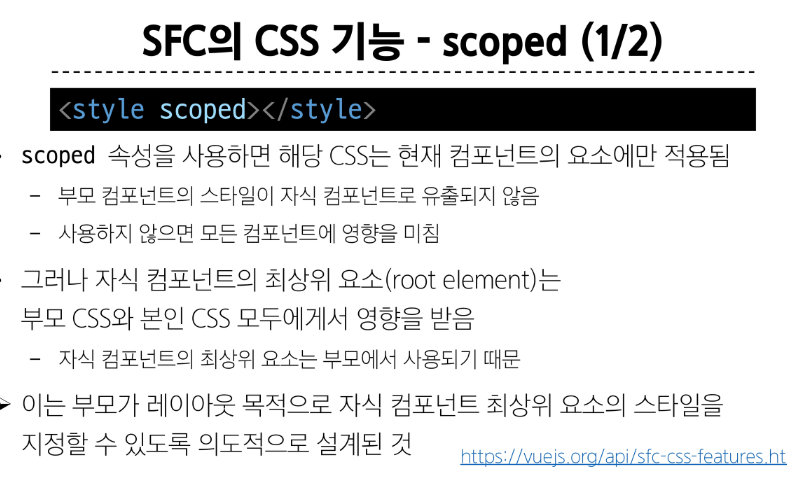 SFC의 CSS 기능 - scoped (1/2)
<style scoped></style>
scoped 속성을 사용하면 해당 CSS는 현재 컴포넌트의 요소에만 적용됨
– 부모 컴포넌트의 스타일이 자식 컴포넌트로 유출되지 않음
– 사용하지 않으면 모든 컴포넌트에 영향을 미침
그러나 자식 컴포넌트의 최상위 요소(root element)는
부모 CSS와 본인 CSS 모두에게서 영향을 받음
– 자식 컴포넌트의 최상위 요소는 부모에서 사용되기 때문
➤ 이는 부모가 레이아웃 목적으로 자식 컴포넌트 최상위 요소의 스타일을
지정할 수 있도록 의도적으로 설계된 것
https://vuejs.org/api/sfc-css-features.ht